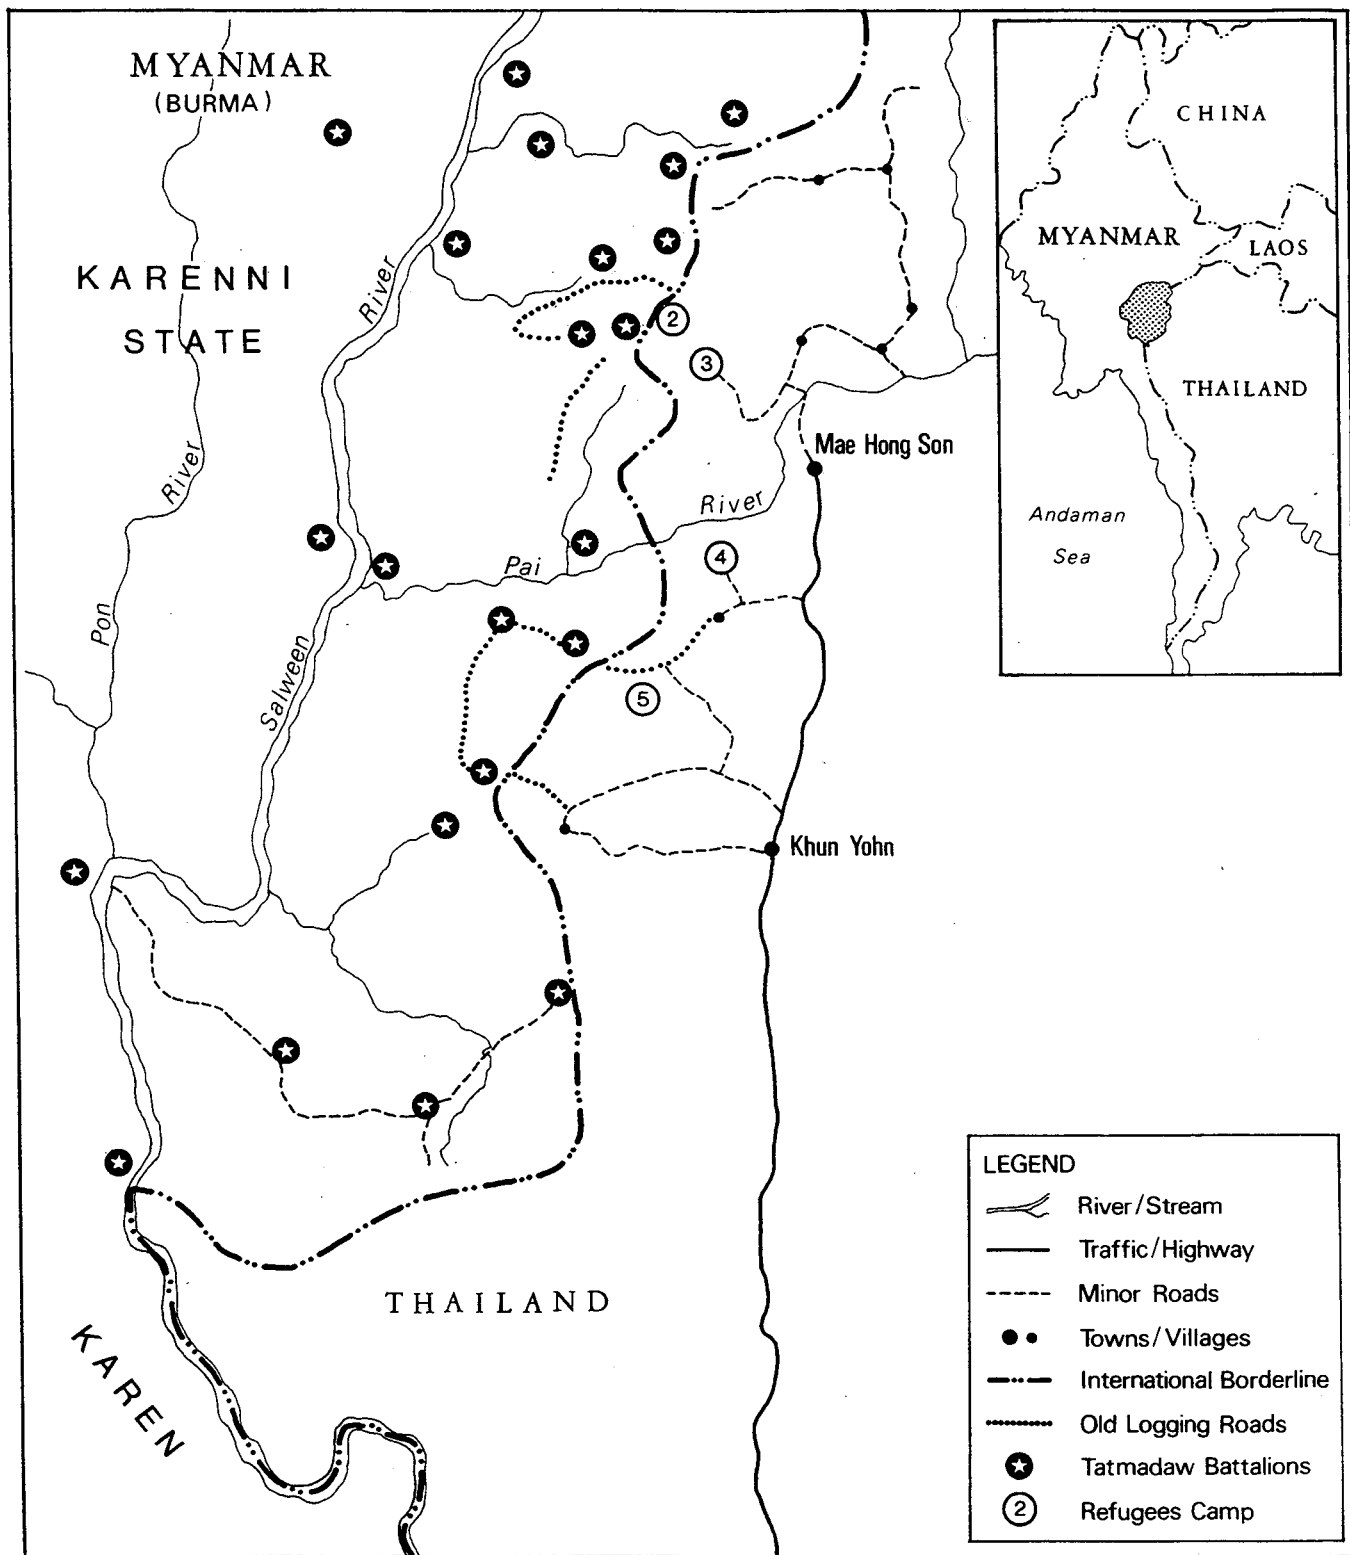 MYANMAR
(BURMA)
KARENNI
STATE
River
River
Pon
Salween
Pai
River
2
3
4
5
Mae Hong Son
Khun Yohn
THAILAND
KAREN
CHINA
MYANMAR
LAOS
THAILAND
Andaman
Sea
LEGEND
River/Stream
Traffic/Highway
Minor Roads
Towns/Villages
International Borderline
Old Logging Roads
Tatmadaw Battalions
2 Refugees Camp